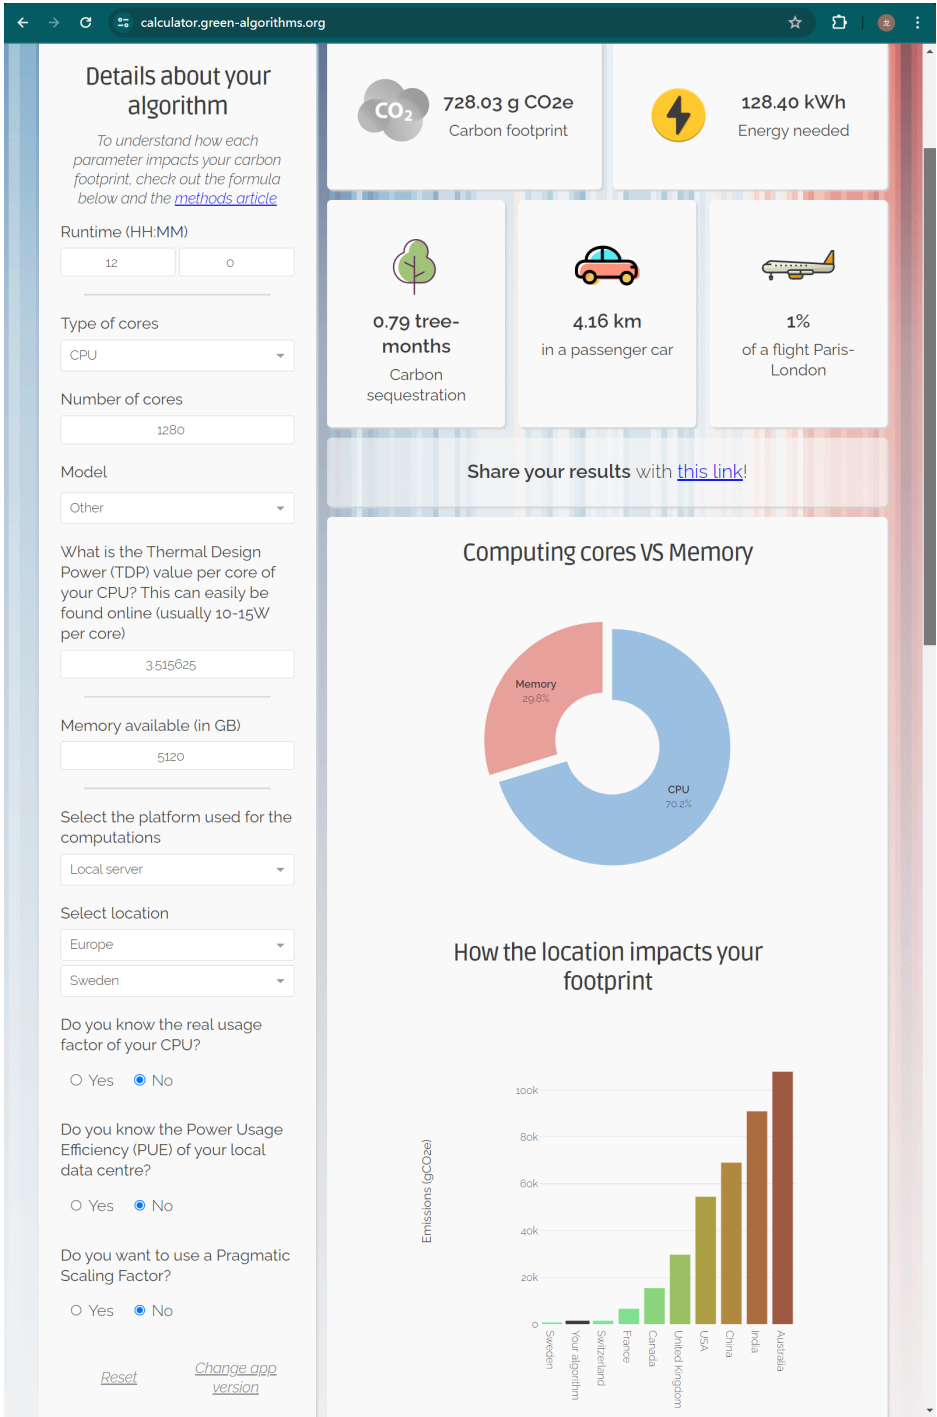 calculator.green-algorithms.org
Details about your
algorithm
To understand how each
parameter impacts your carbon
footprint, check out the formula
below and the methods article
Runtime (HH:MM)
12
0
Type of cores
CPU
Number of cores
1280
Model
Other
What is the Thermal Design
Power (TDP) value per core of
your CPU? This can easily be
found online (usually 10-15W
per core)
3.515625
Memory available (in GB)
5120
Select the platform used for the
computations
Local server
Select location
Europe
Sweden
Do you know the real usage
factor of your CPU?
Yes No
Do you know the Power Usage
Efficiency (PUE) of your local
data centre?
Yes No
Do you want to use a Pragmatic
Scaling Factor?
Yes No
Reset
Change app
version
CO2
728.03 g CO2e
Carbon footprint
128.40 kWh
Energy needed
0.79 tree-
months
Carbon
sequestration
4.16 km
in a passenger car
1%
of a flight Paris-
London
Share your results with this link!
Computing cores VS Memory
Memory
29.8%
CPU
70.2%
How the location impacts your
footprint
Emissions (gCO2e)
100k
80k
60k
40k
20k
0
Sweden
Your algorithm
Switzerland
France
Canada
United Kingdom
USA
China
India
Australia